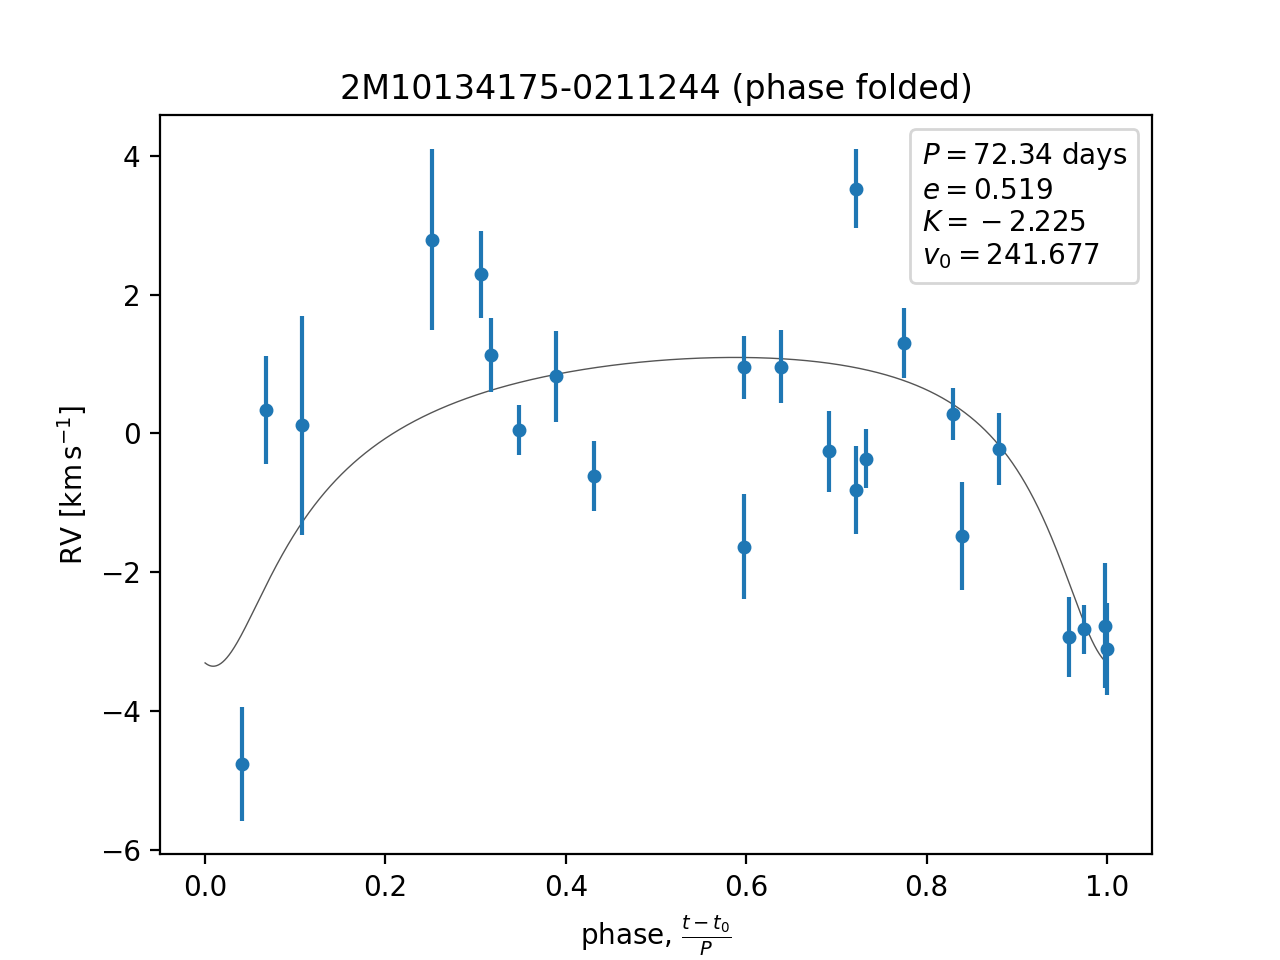 2M10134175-0211244 (phase folded)
P = 72.34 days
e = 0.519
K = −2.225
v₀ = 241.677
4
2
0
−2
−4
−6
RV [km s⁻¹]
0.0 0.2 0.4 0.6 0.8 1.0
phase, (t − t₀)/P